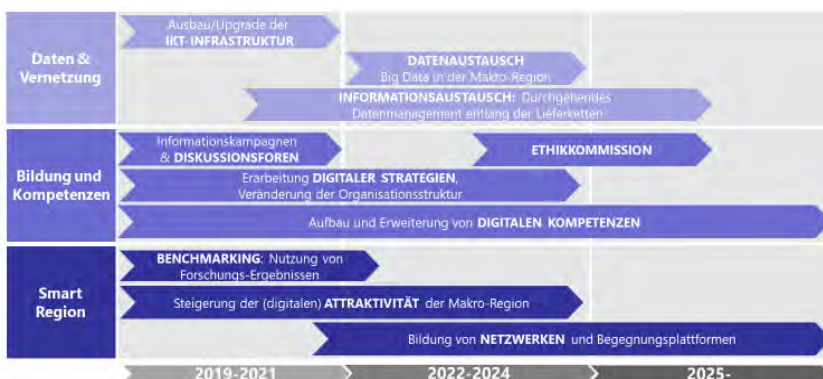 Daten &
Vernetzung
Ausbau/Upgrade der
IKT INFRASTRUKTUR
DATENAUSTAUSCH
Big Data in der Makro-Region
INFORMATIONSAUSTAUSCH: Durchgehendes
Datenmanagement entlang der Lieferketten
Bildung und
Kompetenzen
Informationskampagnen
& DISKUSSIONSFOREN
ETHIKKOMMISSION
Erarbeitung DIGITALER STRATEGIEN,
Veränderung der Organisationsstruktur
Aufbau und Erweiterung von DIGITALEN KOMPETENZEN
Smart
Region
BENCHMARKING: Nutzung von
Forschungs-Ergebnissen
Steigerung der (digitalen) ATTRAKTIVITÄT der Makro-Region
Bildung von NETZWERKEN und Begegnungsplattformen
2019-2021
2022-2024
2025-